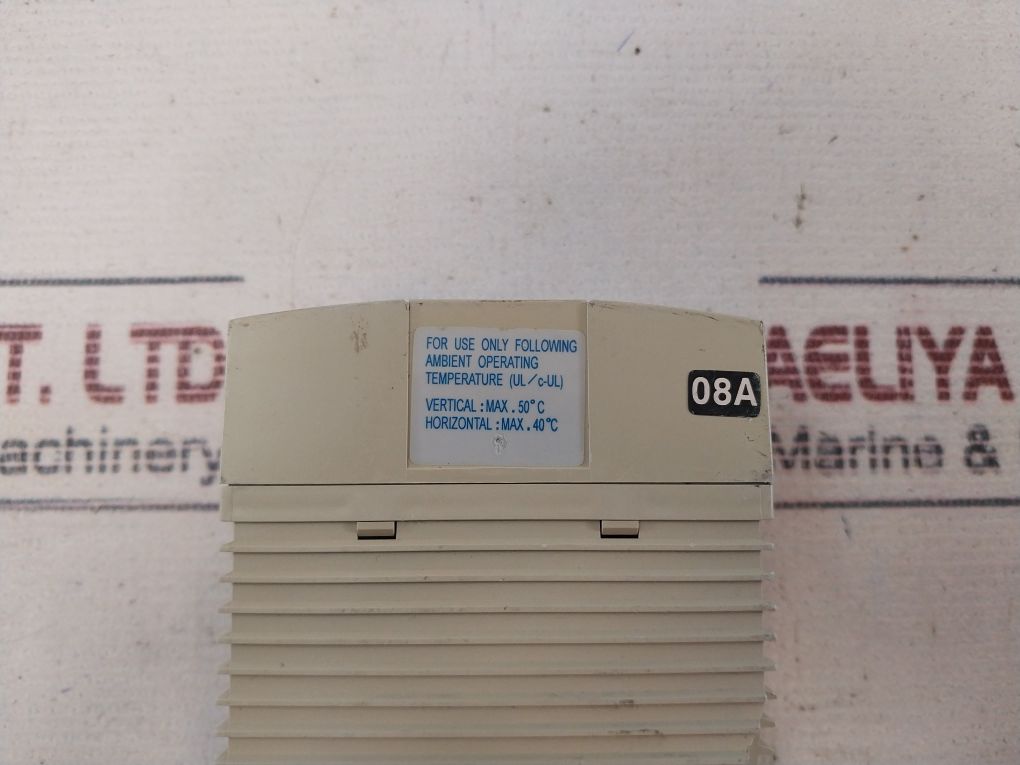 FOR USE ONLY FOLLOWING
AMBIENT OPERATING
TEMPERATURE (UL/c-UL)
VERTICAL :MAX . 50°C
HORIZONTAL :MAX . 40°C
08A
T. LTD
AELIYA
achinery
Marine &